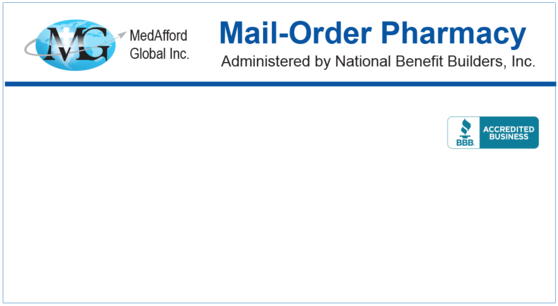 MG
MedAfford
Global Inc.
Mail-Order Pharmacy
Administered by National Benefit Builders, Inc.
BBB
ACCREDITED
BUSINESS